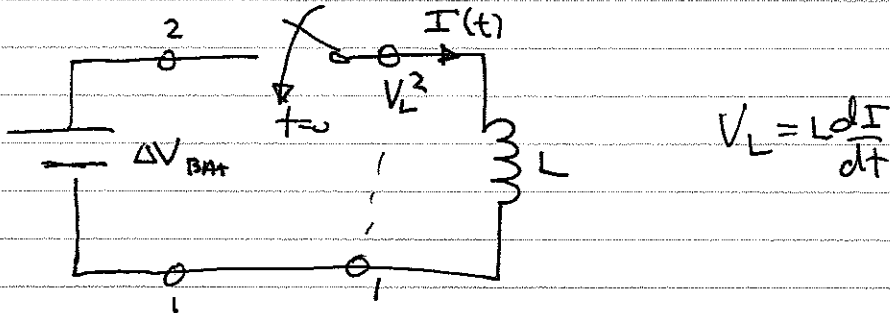 2
I(t)
V_L^2
t=0
ΔV_BAt
L
V_L = L dI/dt
1
1